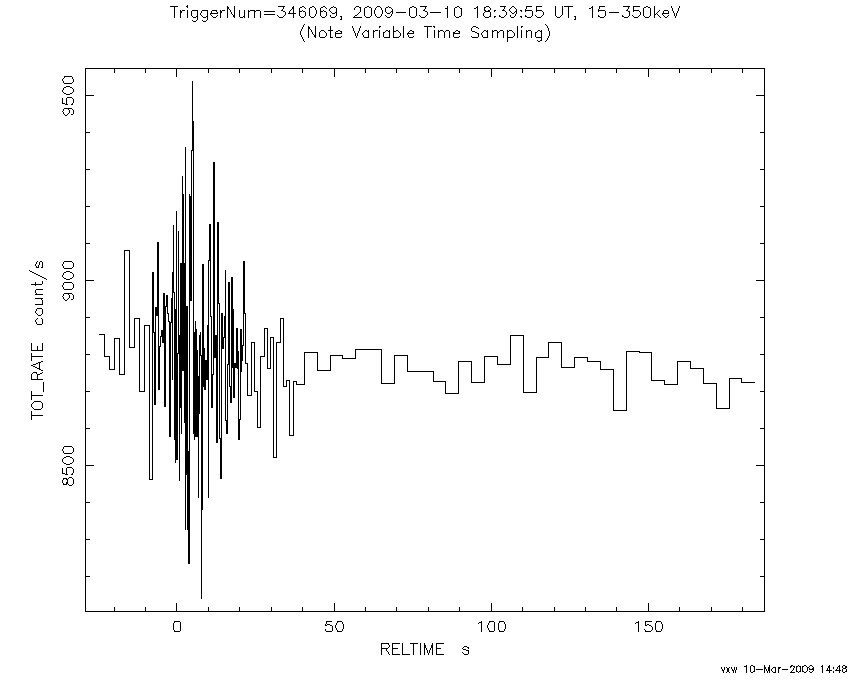 TriggerNum=346069, 2009-03-10 18:39:55 UT, 15-350keV
(Note Variable Time Sampling)
9500
9000
8500
TOT_RATE count/s
0 50 100 150
RELTIME s
vxw 10-Mar-2009 14:48